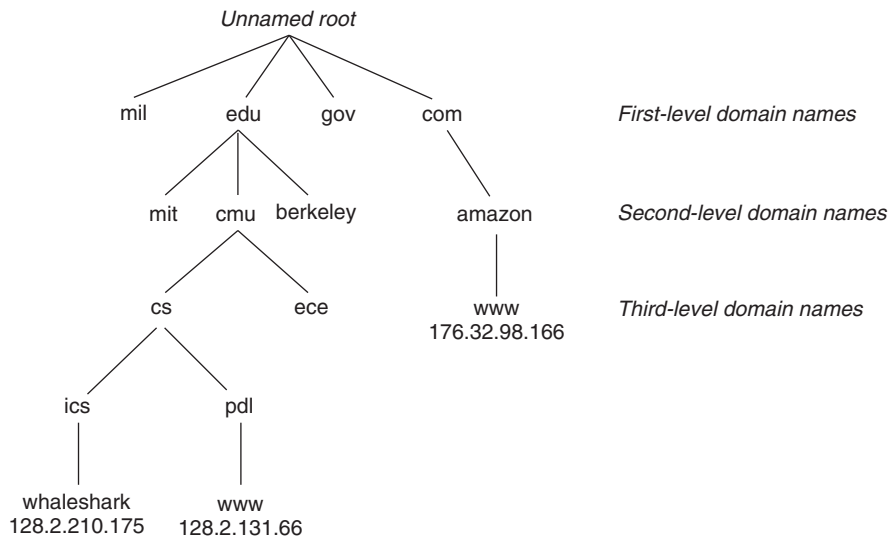 Unnamed root
mil edu gov com First-level domain names
mit cmu berkeley amazon Second-level domain names
cs ece www Third-level domain names
176.32.98.166
ics pdl
whaleshark www
128.2.210.175 128.2.131.66